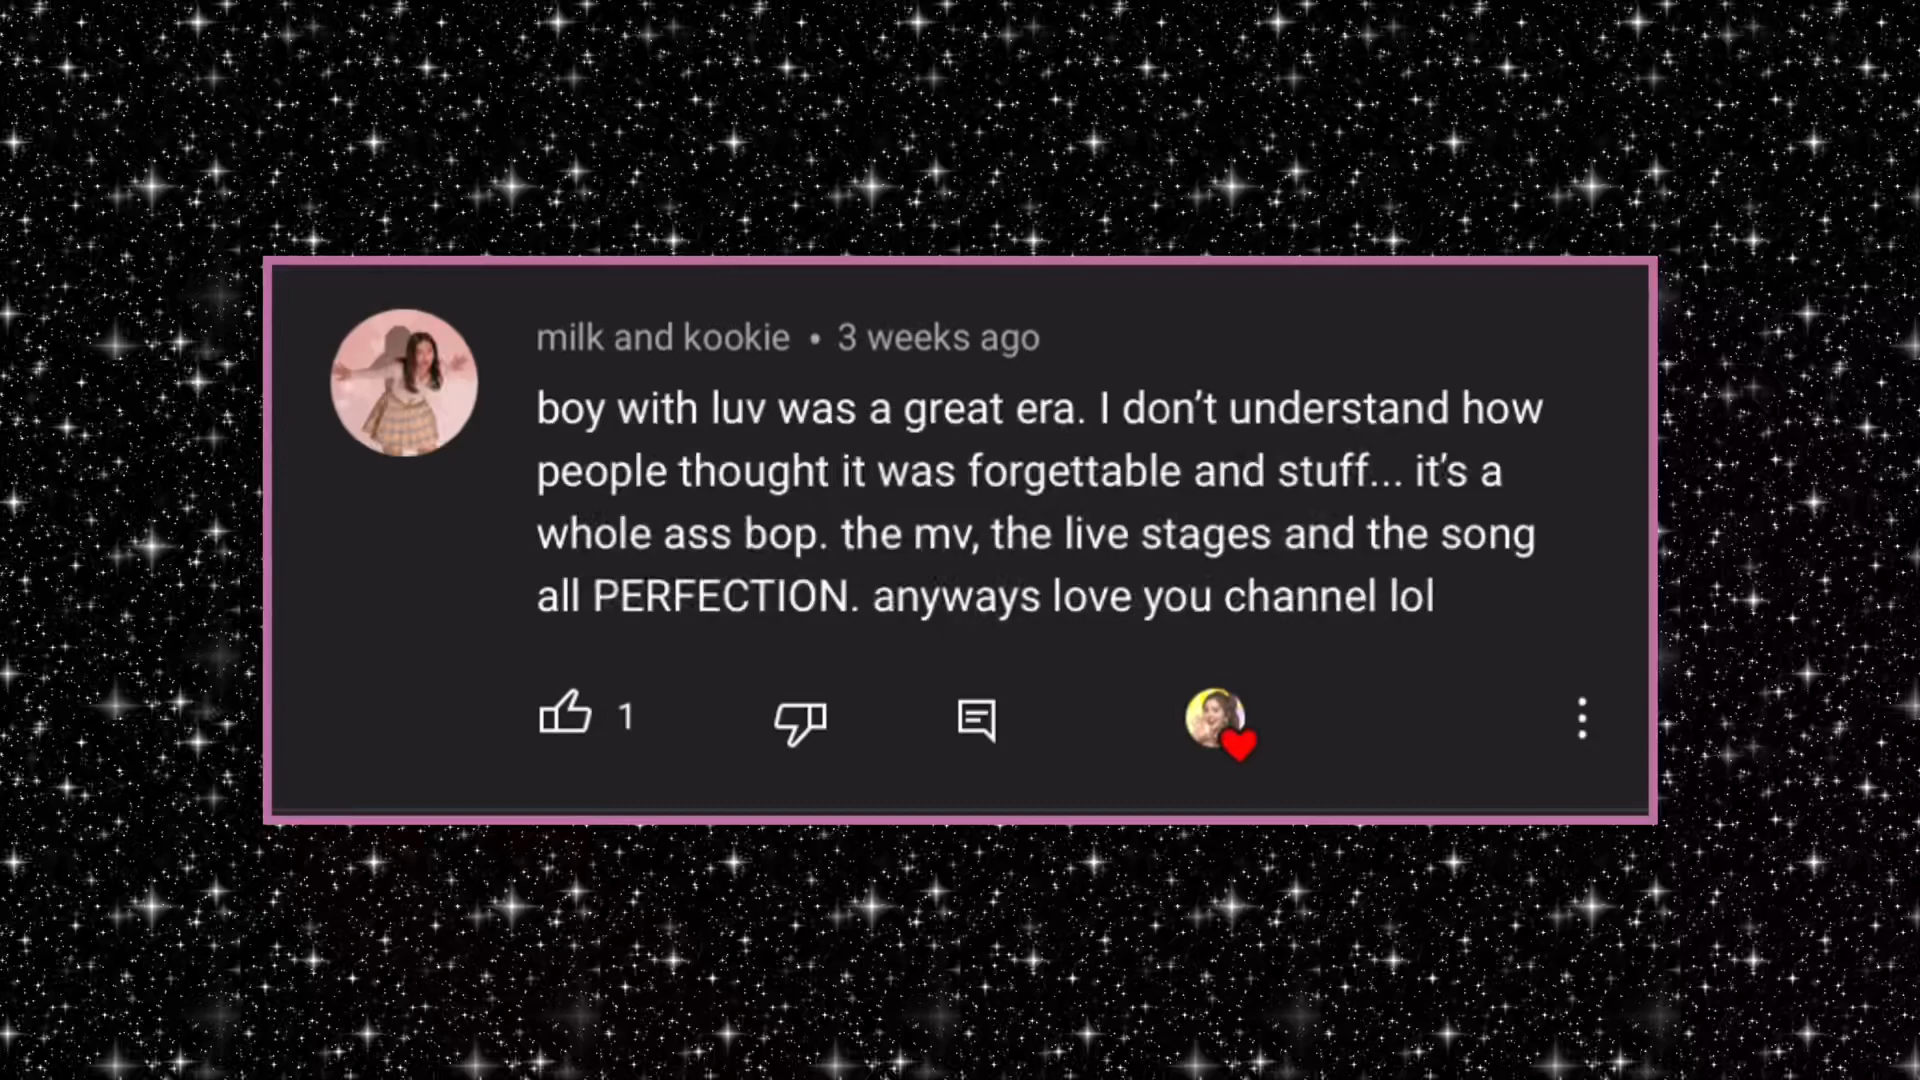 milk and kookie • 3 weeks ago
boy with luv was a great era. I don’t understand how
people thought it was forgettable and stuff... it’s a
whole ass bop. the mv, the live stages and the song
all PERFECTION. anyways love you channel lol
1